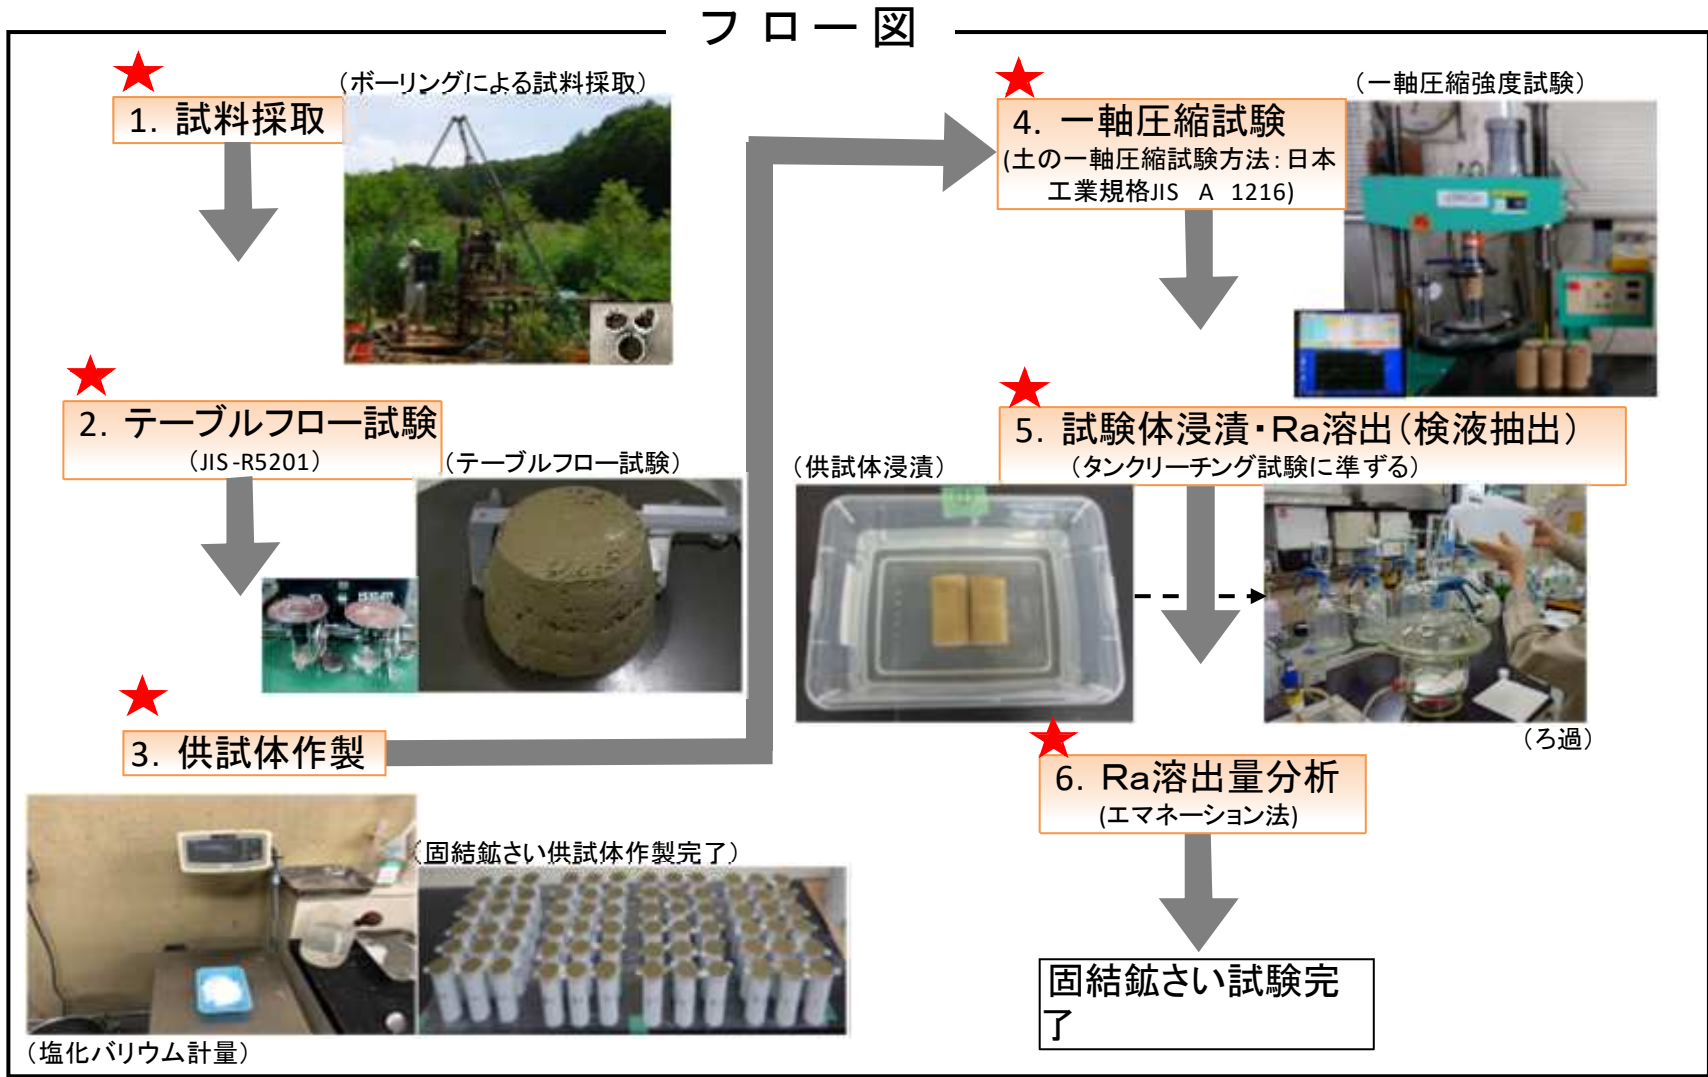 フロー図
1. 試料採取
（ボーリングによる試料採取）
2. テーブルフロー試験
（JIS-R5201）
（テーブルフロー試験）
3. 供試体作製
（固結鉱さい供試体作製完了）
（塩化バリウム計量）
4. 一軸圧縮試験
(土の一軸圧縮試験方法：日本
工業規格JIS A 1216)
（一軸圧縮強度試験）
5. 試験体浸漬・Ra溶出（検液抽出）
（タンクリーチング試験に準ずる）
（供試体浸漬）
（ろ過）
6. Ra溶出量分析
(エマネーション法)
固結鉱さい試験完
了